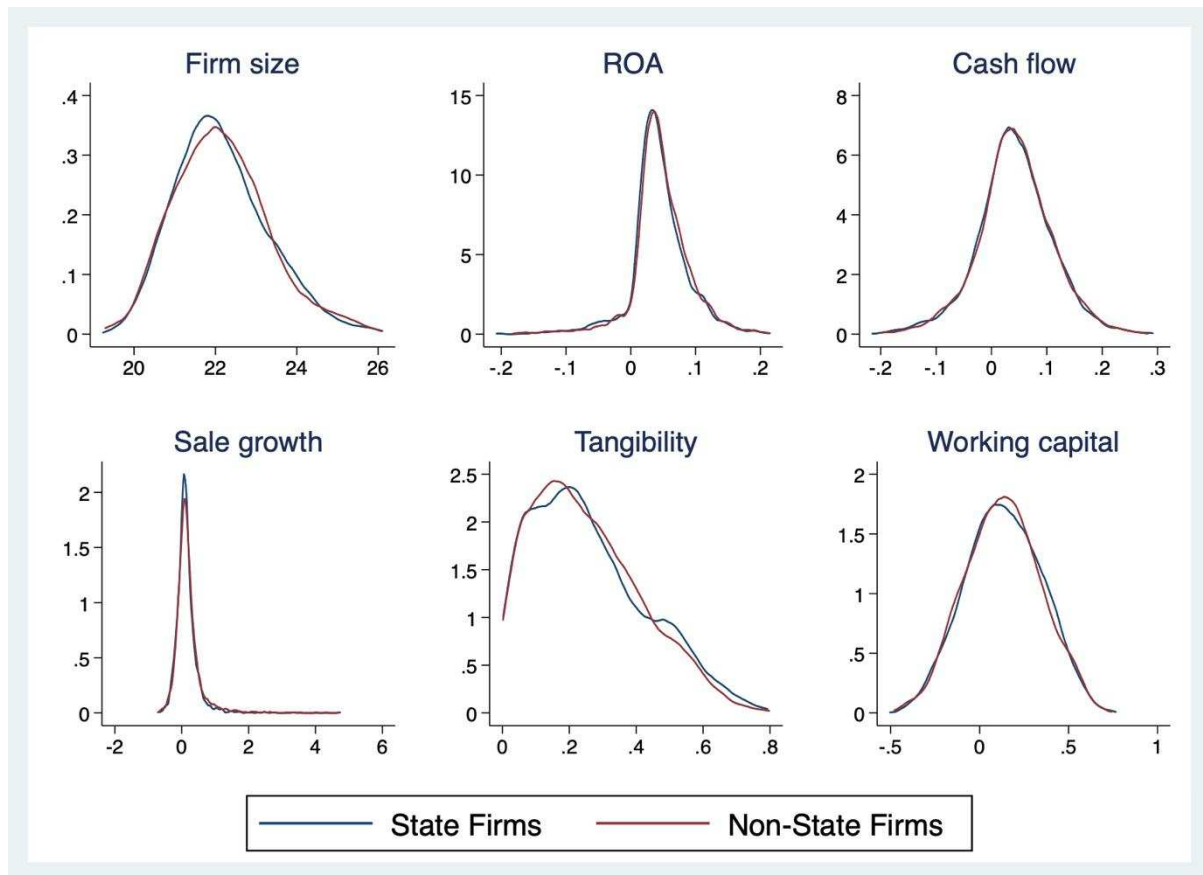 Firm size
.4
.3
.2
.1
0
20 22 24 26
ROA
15
10
5
0
-.2 -.1 0 .1 .2
Cash flow
8
6
4
2
0
-.2 -.1 0 .1 .2 .3
Sale growth
2
1.5
1
.5
0
-2 0 2 4 6
Tangibility
2.5
2
1.5
1
.5
0
0 .2 .4 .6 .8
Working capital
2
1.5
1
.5
0
-.5 0 .5 1
State Firms Non-State Firms